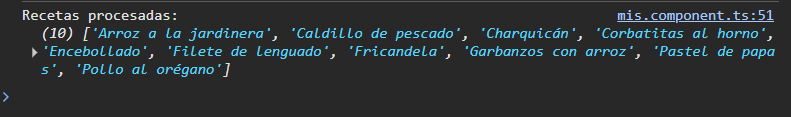 Recetas procesadas: mis.component.ts:51
(10) ['Arroz a la jardinera', 'Caldillo de pescado', 'Charquicán', 'Corbatitas al horno',
'Encebollado', 'Filete de lenguado', 'Fricandela', 'Garbanzos con arroz', 'Pastel de papa
s', 'Pollo al orégano']